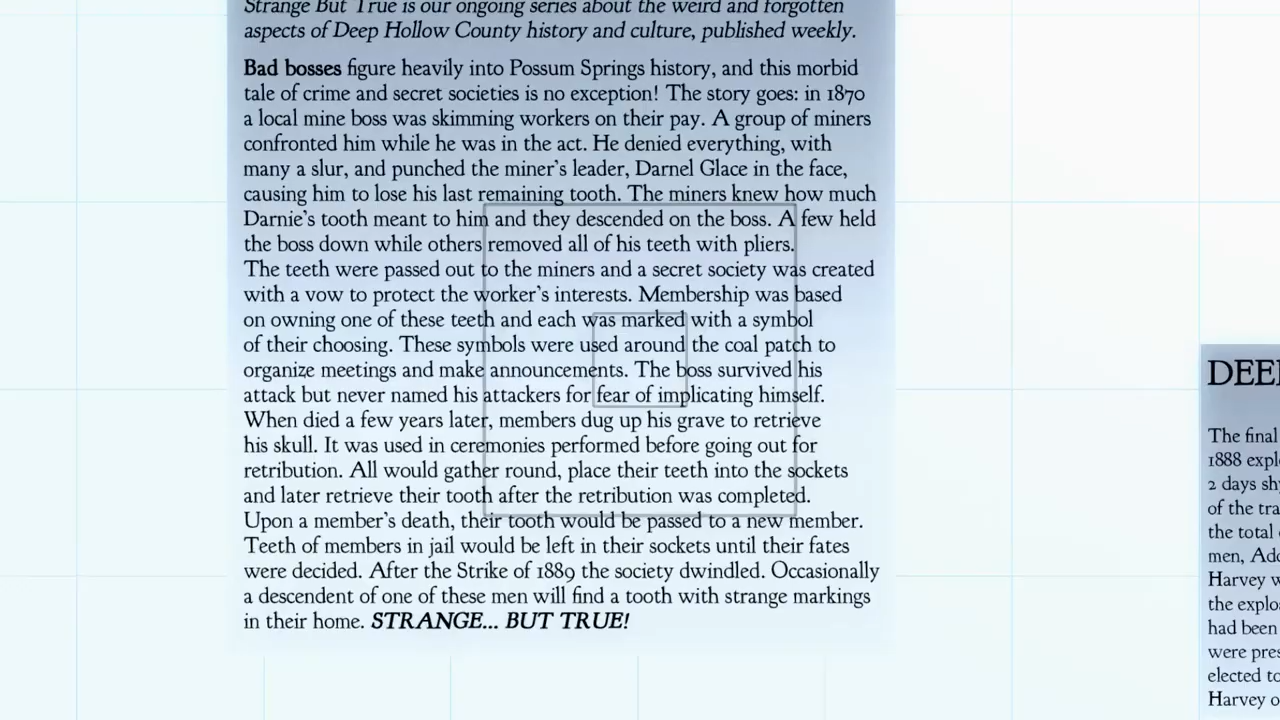 Strange But True is our ongoing series about the weird and forgotten
aspects of Deep Hollow County history and culture, published weekly.
Bad bosses figure heavily into Possum Springs history, and this morbid
tale of crime and secret societies is no exception! The story goes: in 1870
a local mine boss was skimming workers on their pay. A group of miners
confronted him while he was in the act. He denied everything, with
many a slur, and punched the miner's leader, Darnel Glace in the face,
causing him to lose his last remaining tooth. The miners knew how much
Darnie's tooth meant to him and they descended on the boss. A few held
the boss down while others removed all of his teeth with pliers.
The teeth were passed out to the miners and a secret society was created
with a vow to protect the worker's interests. Membership was based
on owning one of these teeth and each was marked with a symbol
of their choosing. These symbols were used around the coal patch to
organize meetings and make announcements. The boss survived his
attack but never named his attackers for fear of implicating himself.
When died a few years later, members dug up his grave to retrieve
his skull. It was used in ceremonies performed before going out for
retribution. All would gather round, place their teeth into the sockets
and later retrieve their tooth after the retribution was completed.
Upon a member's death, their tooth would be passed to a new member.
Teeth of members in jail would be left in their sockets until their fates
were decided. After the Strike of 1889 the society dwindled. Occasionally
a descendent of one of these men will find a tooth with strange markings
in their home. STRANGE... BUT TRUE!
The final
1888
2 days
of the
the total
men,
Harvey
the
had been
were
elected to
Harvey